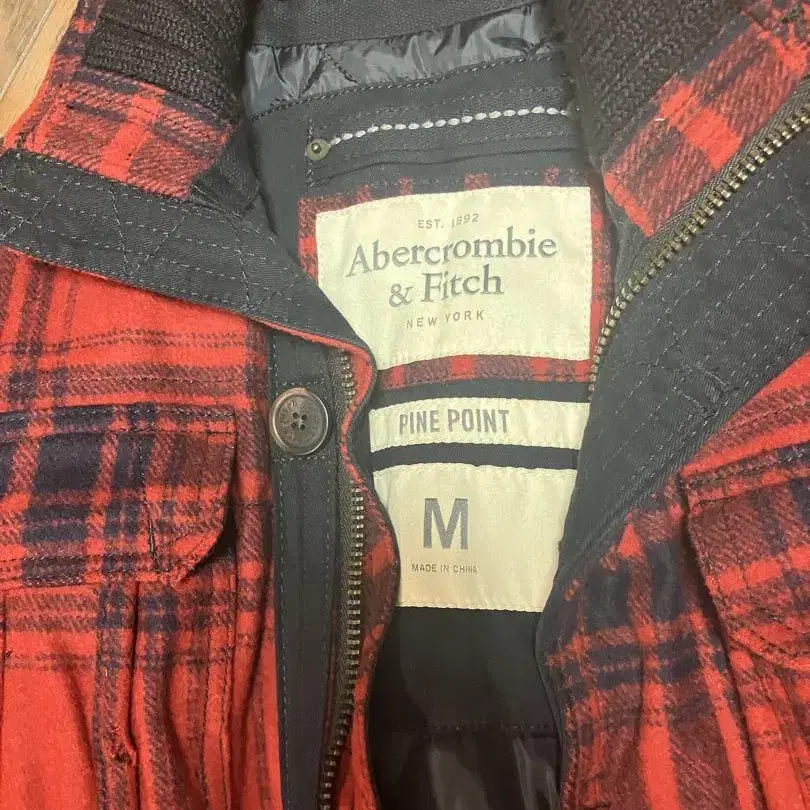 EST. 1892
Abercrombie
& Fitch
NEW YORK
PINE POINT
M
MADE IN CHINA